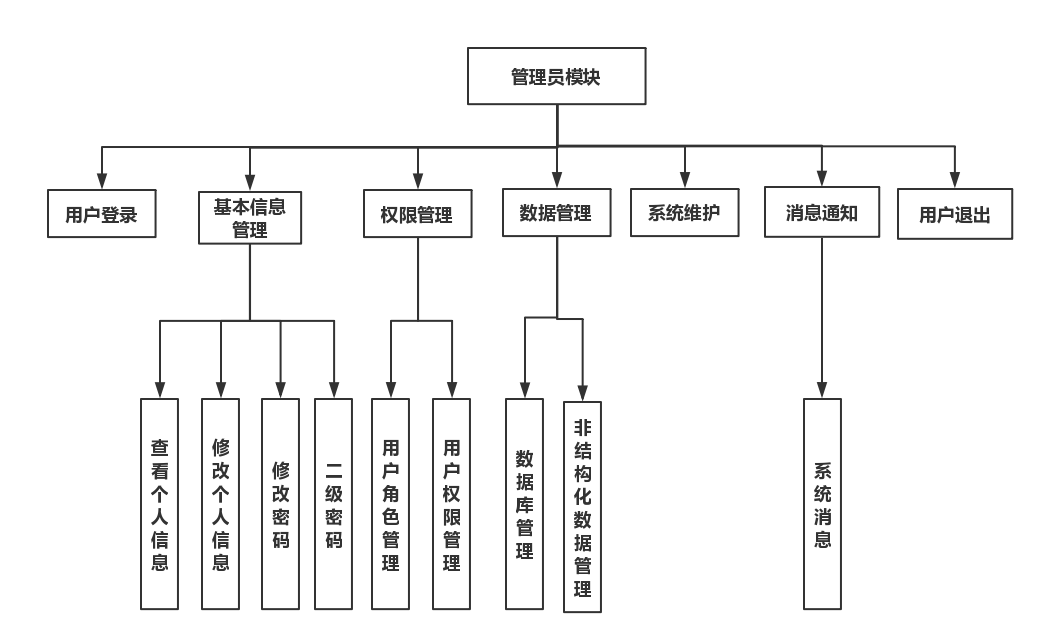 管理员模块
用户登录
基本信息
管理
权限管理
数据管理
系统维护
消息通知
用户退出
查看个人信息
修改个人信息
修改密码
二级密码
用户角色管理
用户权限管理
数据库管理
非结构化数据管理
系统消息